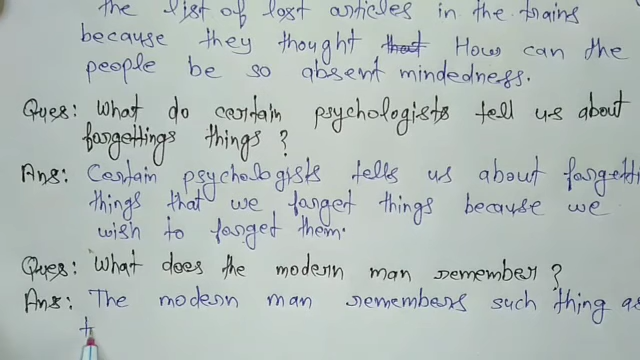 the list of lost articles in the trains
because they thought How can the
people be so absent mindedness.
Ques: What do certain psychologists tell us about
forgettings things ?
Ans: Certain psychologists tells us about forgetti
things that we forget things because we
wish to forget them.
Ques: What does the modern man remember ?
Ans: The modern man remembers such thing as
t